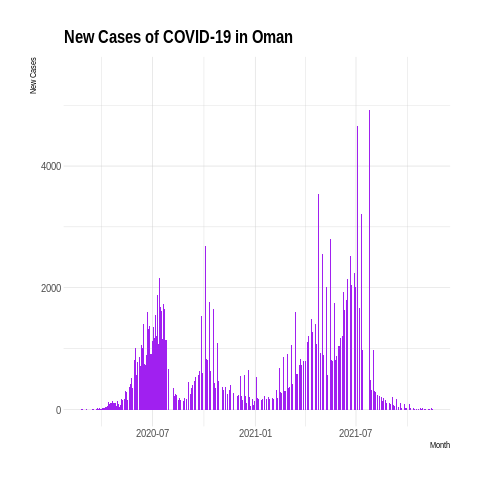 New Cases of COVID-19 in Oman
New Cases
4000
2000
0
2020-07 2021-01 2021-07
Month